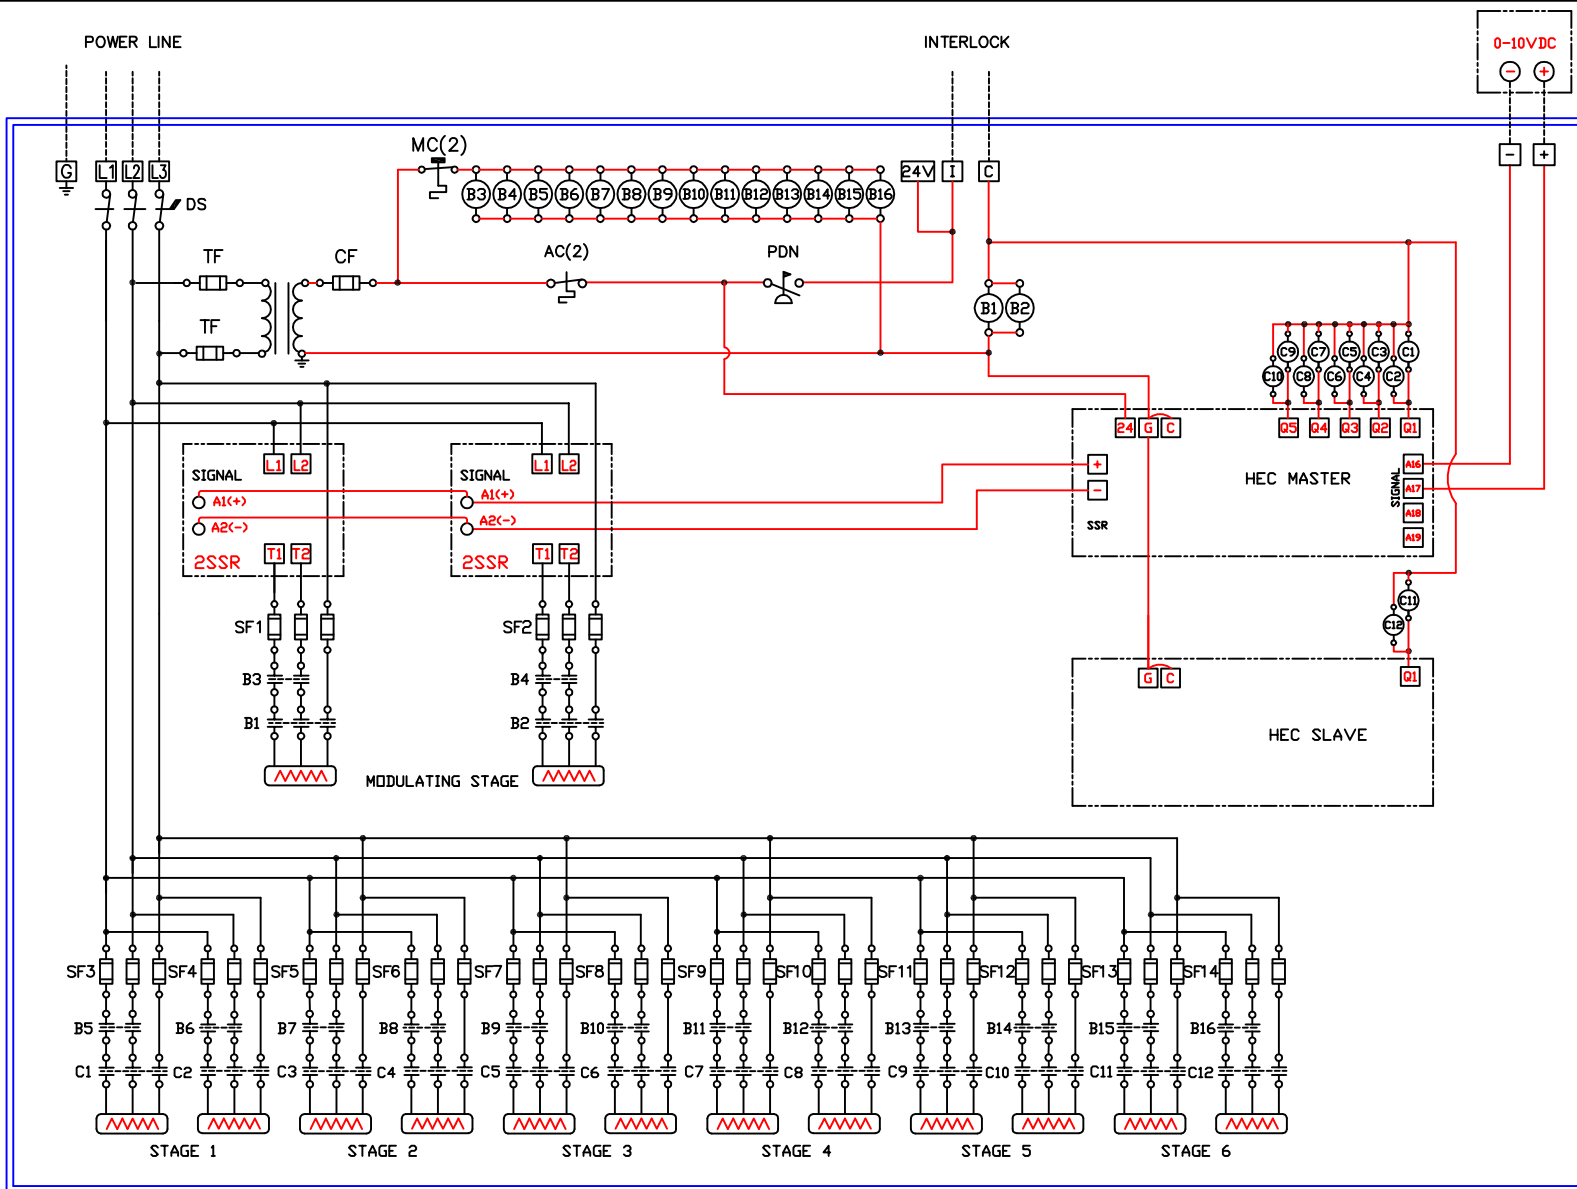 POWER LINE
INTERLOCK
0-10VDC
- +
MC(2)
G L1 L2 L3
24V I C
- +
B3 B4 B5 B6 B7 B8 B9 B10 B11 B12 B13 B14 B15 B16
DS
TF CF AC(2) PDN
B1 B2
TF
C9 C7 C5 C3 C1
C10 C8 C6 C4 C2
24 G C
Q5 Q4 Q3 Q2 Q1
L1 L2
L1 L2
SIGNAL
SIGNAL
+
HEC MASTER
SIGNAL
A16
A17
A18
A19
A1(+)
A1(+)
-
A2(-)
A2(-)
SSR
T1 T2
T1 T2
2SSR
2SSR
C11
C12
SF1
SF2
B3
B4
G C
Q1
B1
B2
HEC SLAVE
MODULATING STAGE
SF3 SF4 SF5 SF6 SF7 SF8 SF9 SF10 SF11 SF12 SF13 SF14
B5 B6 B7 B8 B9 B10 B11 B12 B13 B14 B15 B16
C1 C2 C3 C4 C5 C6 C7 C8 C9 C10 C11 C12
STAGE 1 STAGE 2 STAGE 3 STAGE 4 STAGE 5 STAGE 6